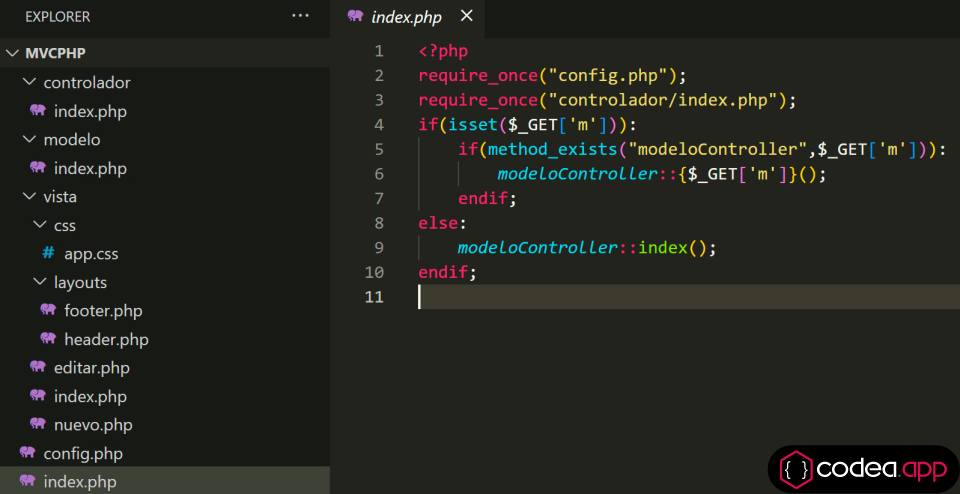 EXPLORER
MVCPHP
controlador
index.php
modelo
index.php
vista
css
# app.css
layouts
footer.php
header.php
editar.php
index.php
nuevo.php
config.php
index.php
index.php
1 <?php
2 require_once("config.php");
3 require_once("controlador/index.php");
4 if(isset($_GET['m'])):
5     if(method_exists("modeloController",$_GET['m'])):
6         modeloController::{$_GET['m']}();
7     endif;
8 else:
9     modeloController::index();
10 endif;
11
{} codea.app